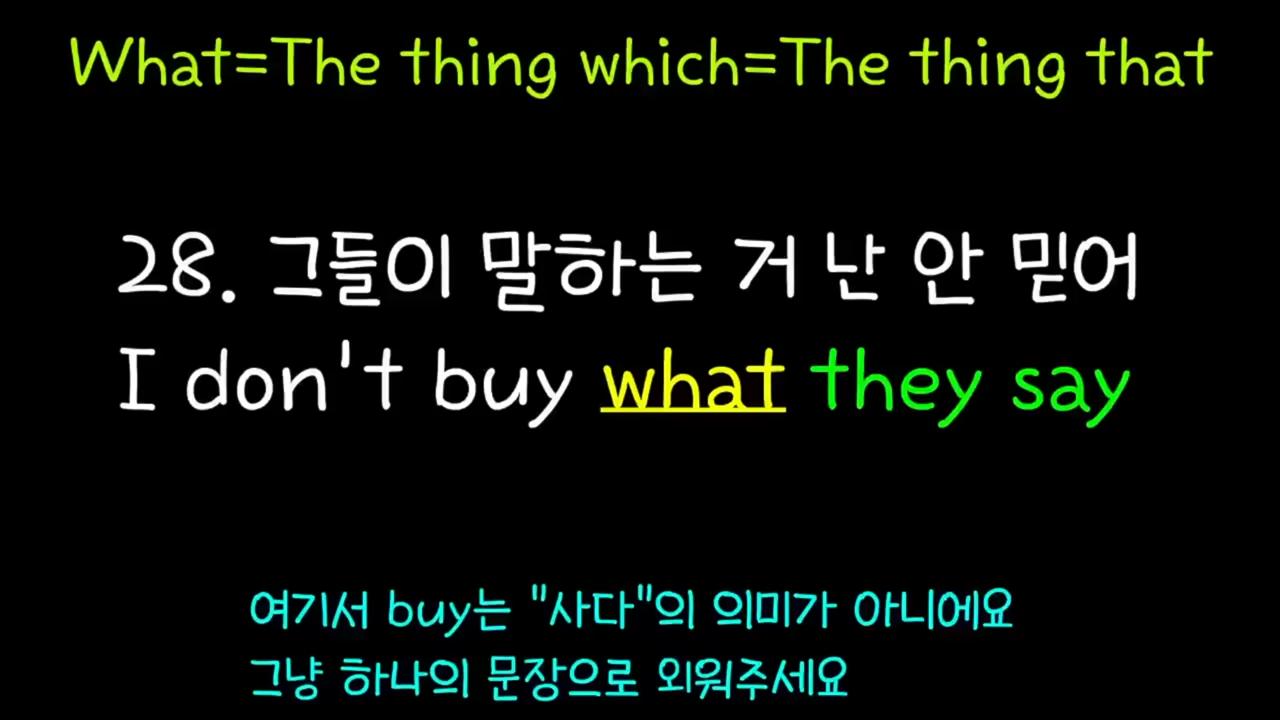 What=The thing which=The thing that
28. 그들이 말하는 거 난 안 믿어
I don't buy what they say
여기서 buy는 "사다"의 의미가 아니에요
그냥 하나의 문장으로 외워주세요